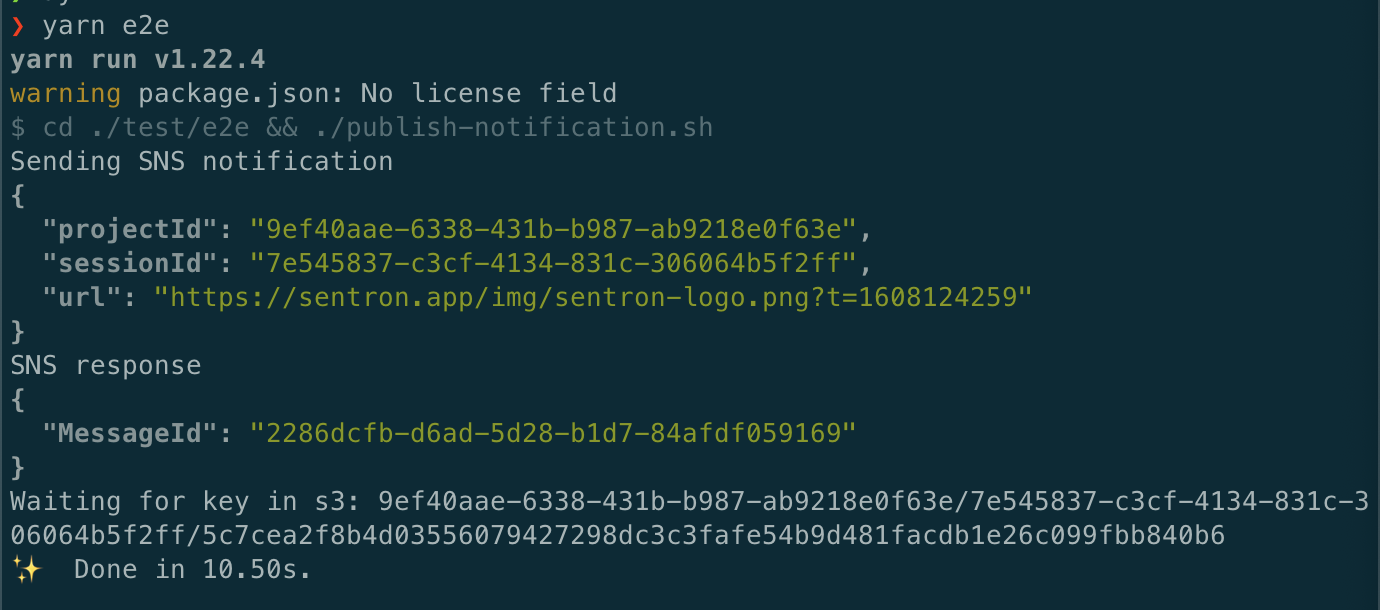 ❯ yarn e2e
yarn run v1.22.4
warning package.json: No license field
$ cd ./test/e2e && ./publish-notification.sh
Sending SNS notification
{
  "projectId": "9ef40aae-6338-431b-b987-ab9218e0f63e",
  "sessionId": "7e545837-c3cf-4134-831c-306064b5f2ff",
  "url": "https://sentron.app/img/sentron-logo.png?t=1608124259"
}
SNS response
{
  "MessageId": "2286dcfb-d6ad-5d28-b1d7-84afdf059169"
}
Waiting for key in s3: 9ef40aae-6338-431b-b987-ab9218e0f63e/7e545837-c3cf-4134-831c-3
06064b5f2ff/5c7cea2f8b4d03556079427298dc3c3fafe54b9d481facdb1e26c099fbb840b6
✨  Done in 10.50s.